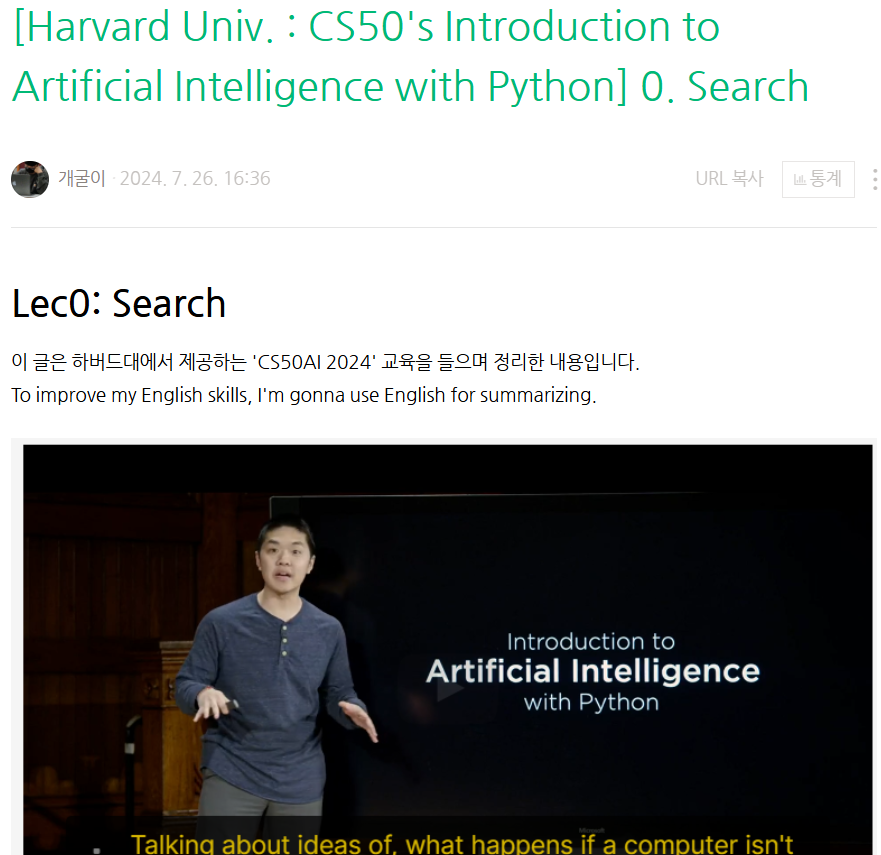 [Harvard Univ. : CS50's Introduction to
Artificial Intelligence with Python] 0. Search
개굴이 · 2024. 7. 26. 16:36
URL 복사
통계
Lec0: Search
이 글은 하버드대에서 제공하는 'CS50AI 2024' 교육을 들으며 정리한 내용입니다.
To improve my English skills, I'm gonna use English for summarizing.
Introduction to
Artificial Intelligence
with Python
Talking about ideas of, what happens if a computer isn't